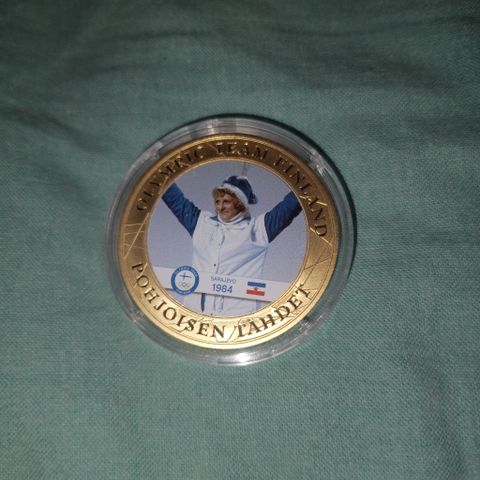 OLYMPIC TEAM FINLAND
SARAJEVO
1984
POHJOISEN TÄHDET